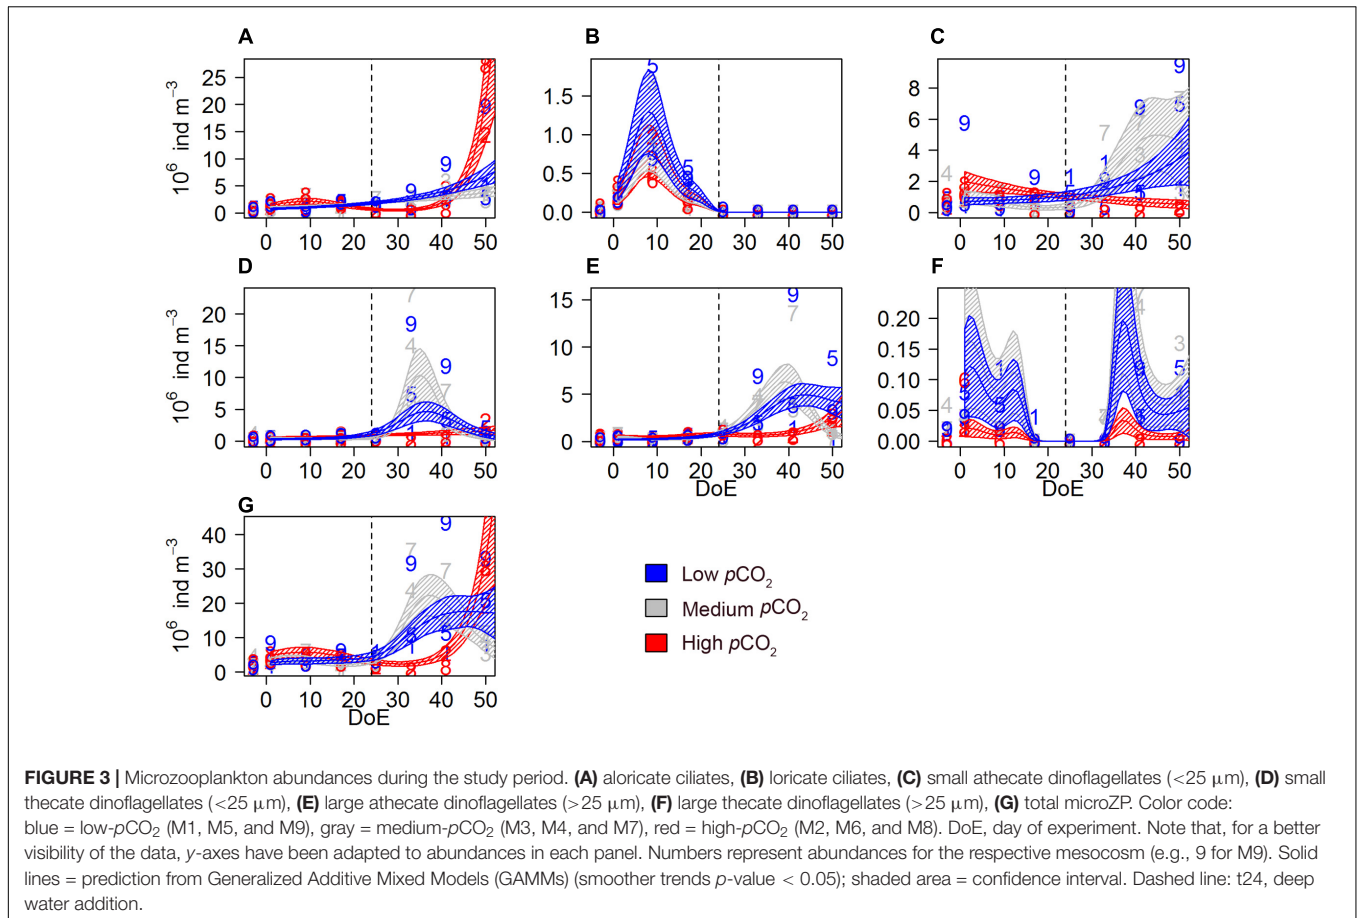 A
B
C
10⁶ ind m⁻³
25
20
15
10
5
0
0 10 20 30 40 50
1.5
1.0
0.5
0.0
0 10 20 30 40 50
8
6
4
2
0
0 10 20 30 40 50
D
E
F
10⁶ ind m⁻³
20
15
10
5
0
0 10 20 30 40 50
15
10
5
0
0 10 20 30 40 50
DoE
0.20
0.15
0.10
0.05
0.00
0 10 20 30 40 50
DoE
G
10⁶ ind m⁻³
40
30
20
10
0
0 10 20 30 40 50
DoE
Low pCO₂
Medium pCO₂
High pCO₂
FIGURE 3 | Microzooplankton abundances during the study period. (A) aloricate ciliates, (B) loricate ciliates, (C) small athecate dinoflagellates (<25 μm), (D) small
thecate dinoflagellates (<25 μm), (E) large athecate dinoflagellates (>25 μm), (F) large thecate dinoflagellates (>25 μm), (G) total microZP. Color code:
blue = low-pCO₂ (M1, M5, and M9), gray = medium-pCO₂ (M3, M4, and M7), red = high-pCO₂ (M2, M6, and M8). DoE, day of experiment. Note that, for a better
visibility of the data, y-axes have been adapted to abundances in each panel. Numbers represent abundances for the respective mesocosm (e.g., 9 for M9). Solid
lines = prediction from Generalized Additive Mixed Models (GAMMs) (smoother trends p-value < 0.05); shaded area = confidence interval. Dashed line: t24, deep
water addition.